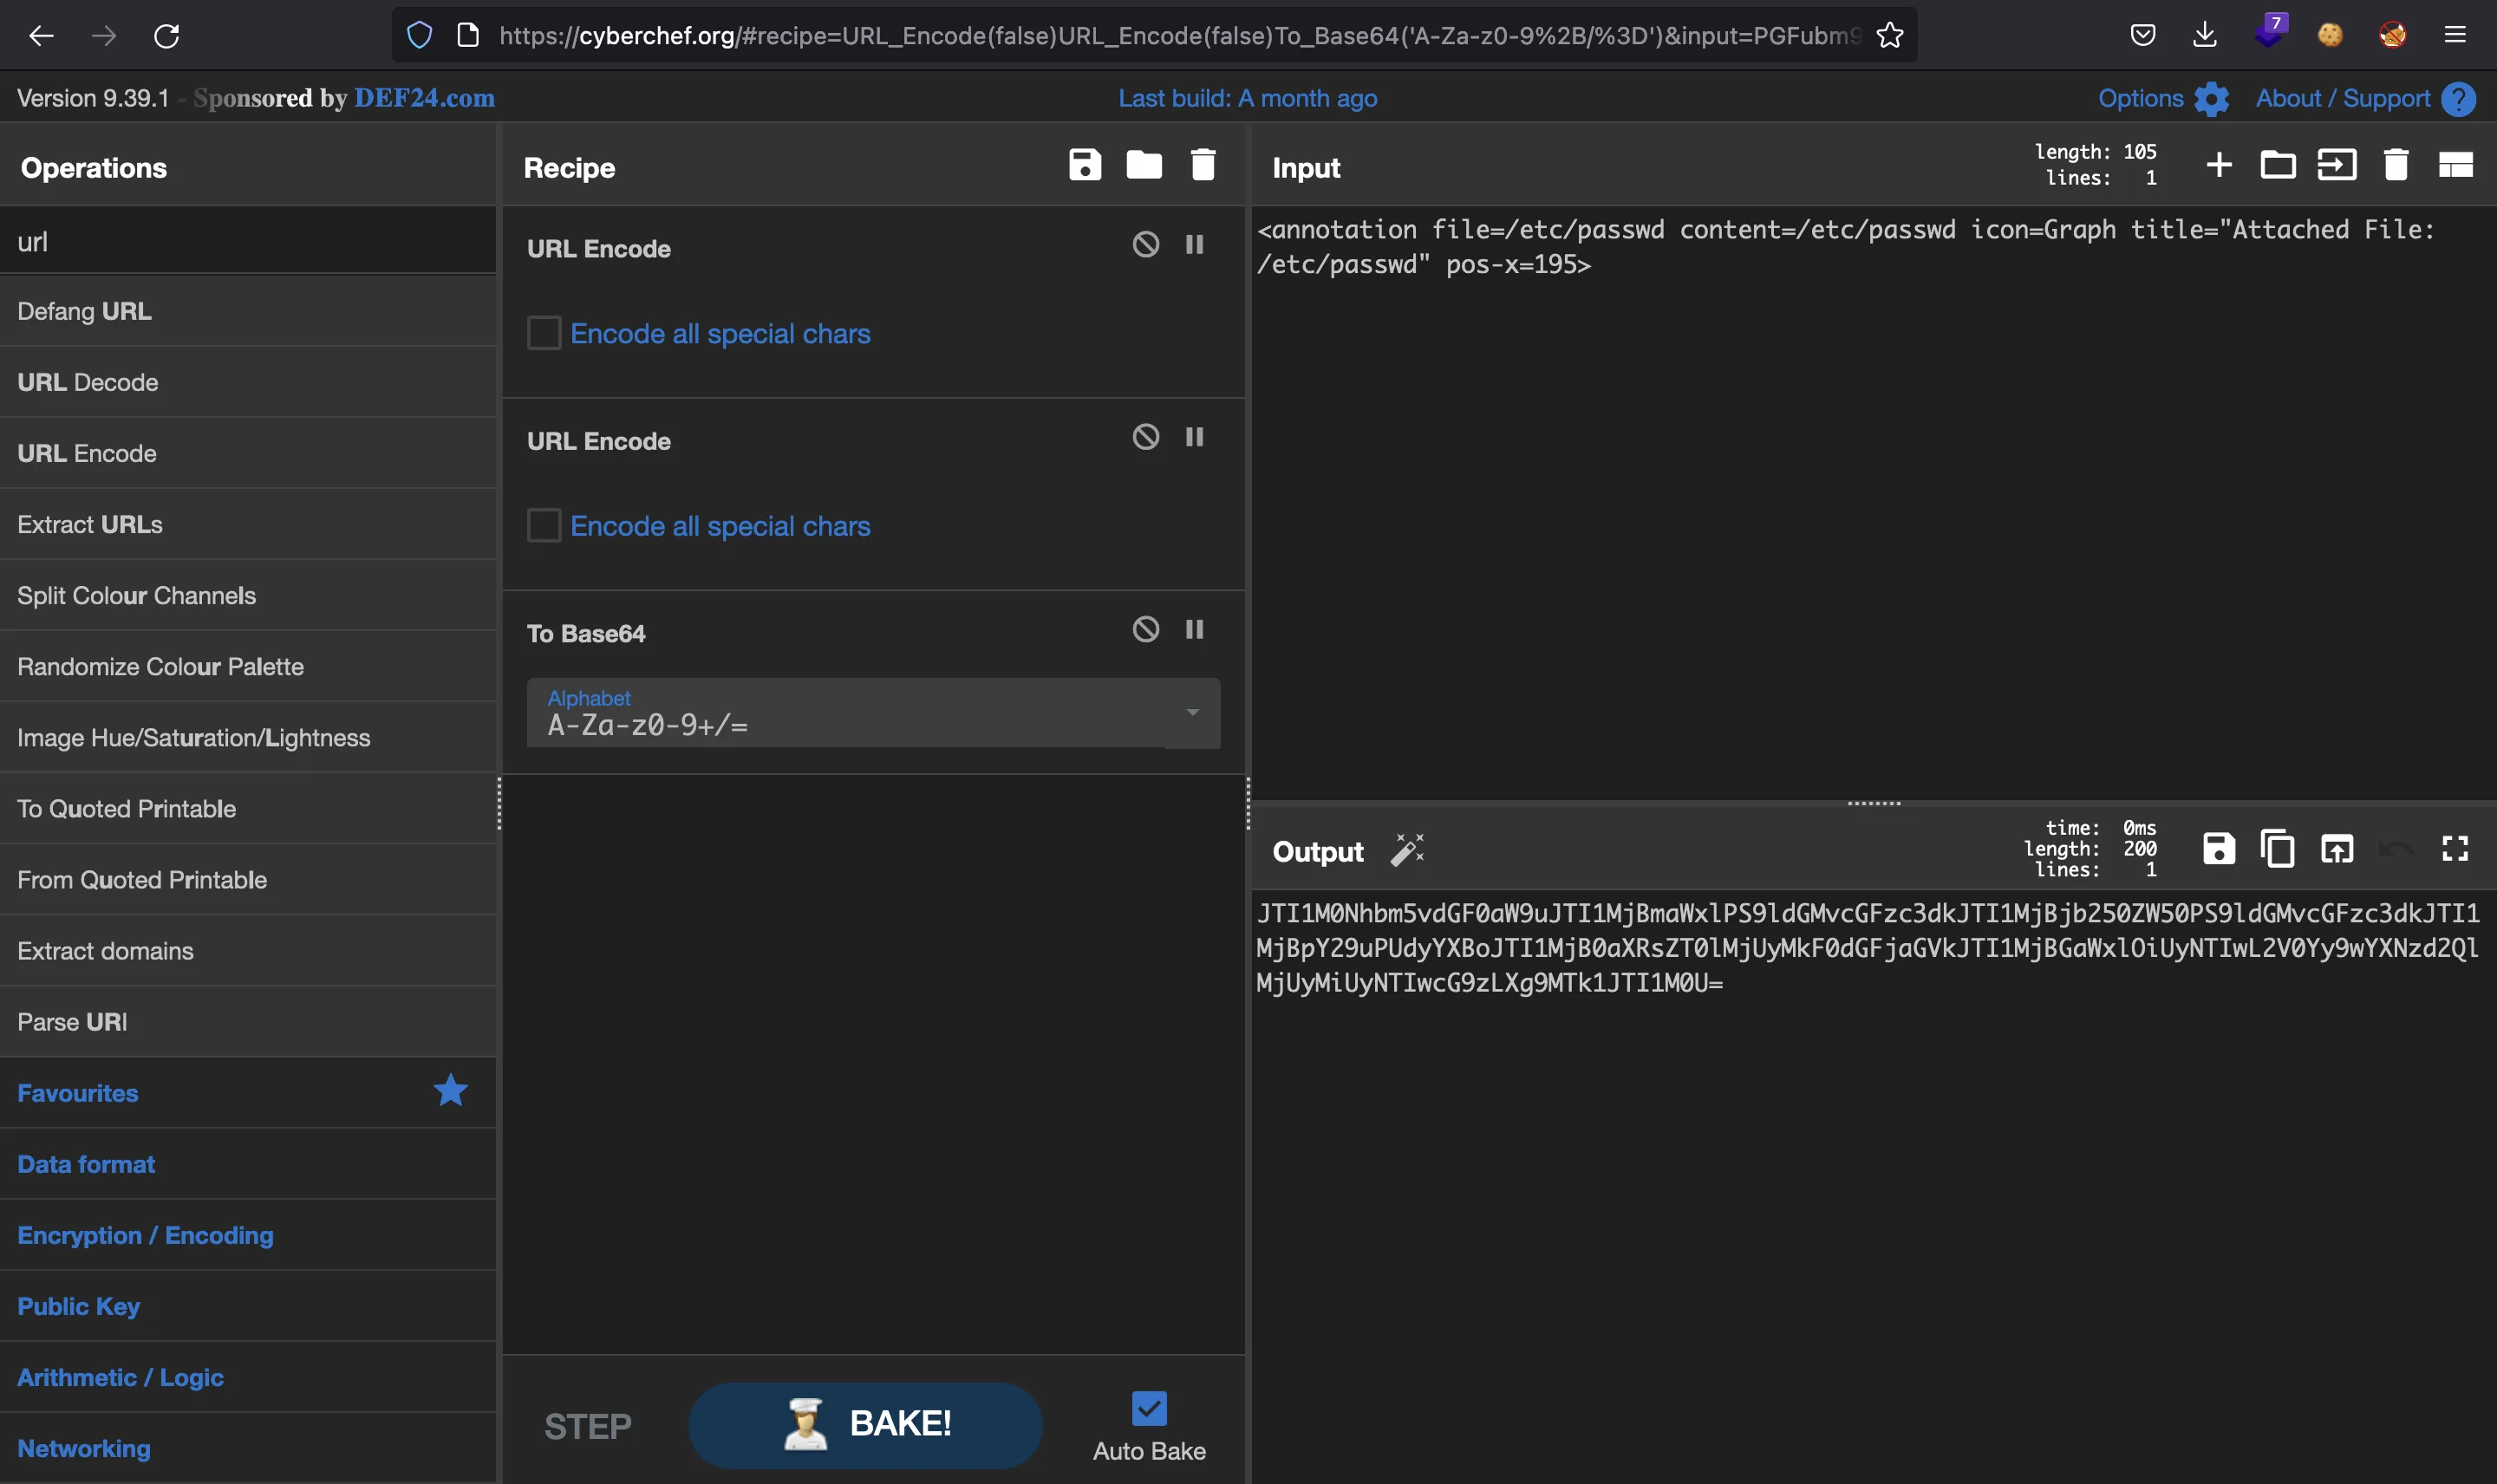 https://cyberchef.org/#recipe=URL_Encode(false)URL_Encode(false)To_Base64('A-Za-z0-9%2B/%3D')&input=PGFubm9
7
Version 9.39.1 - Sponsored by DEF24.com
Last build: A month ago
Options
About / Support
Operations
url
Defang URL
URL Decode
URL Encode
Extract URLs
Split Colour Channels
Randomize Colour Palette
Image Hue/Saturation/Lightness
To Quoted Printable
From Quoted Printable
Extract domains
Parse URI
Favourites
Data format
Encryption / Encoding
Public Key
Arithmetic / Logic
Networking
Recipe
URL Encode
Encode all special chars
URL Encode
Encode all special chars
To Base64
Alphabet
A-Za-z0-9+/=
STEP
BAKE!
Auto Bake
Input
length: 105
lines: 1
<annotation file=/etc/passwd content=/etc/passwd icon=Graph title="Attached File:
/etc/passwd" pos-x=195>
Output
time: 0ms
length: 200
lines: 1
JTI1M0Nhbm5vdGF0aW9uJTI1MjBmaWxlPS9ldGMvcGFzc3dkJTI1MjBjb250ZW50PS9ldGMvcGFzc3dkJTI1
MjBpY29uPUdyYXBoJTI1MjB0aXRsZT0lMjUyMkF0dGFjaGVkJTI1MjBGaWxlOiUyNTIwL2V0Yy9wYXNzd2Ql
MjUyMiUyNTIwcG9zLXg9MTk1JTI1M0U=